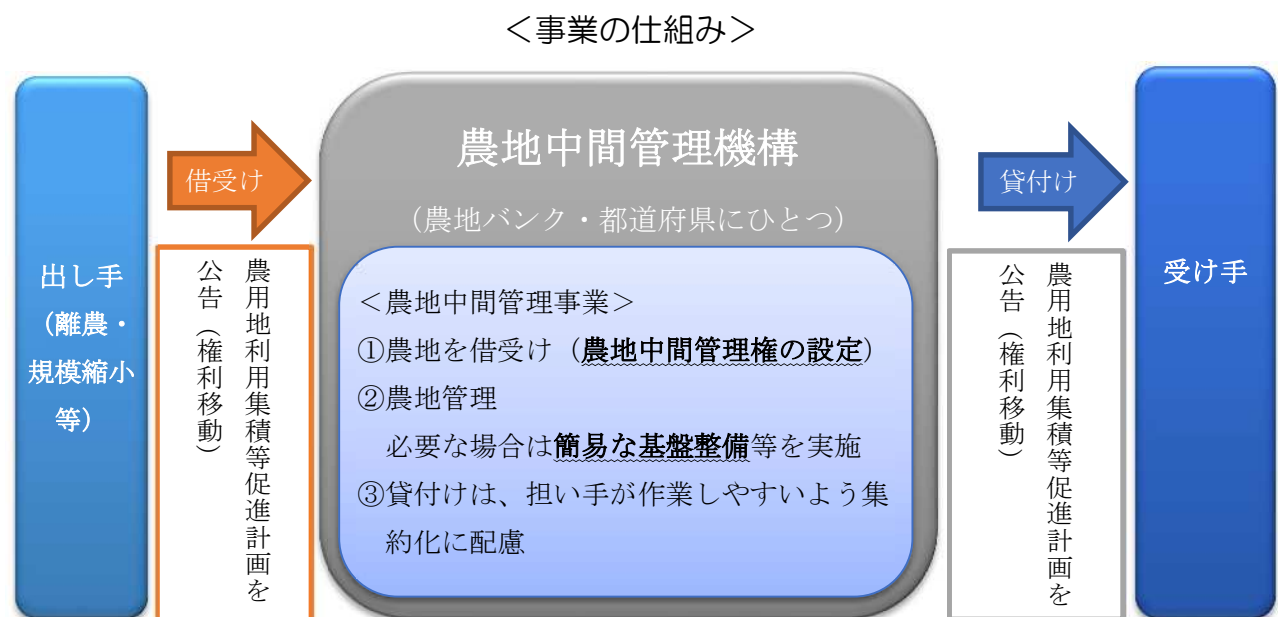 ＜事業の仕組み＞
出し手
（離農・
規模縮小
等）
借受け
農用地利用集積等促進計画を
公告（権利移動）
農地中間管理機構
（農地バンク・都道府県にひとつ）
＜農地中間管理事業＞
①農地を借受け（農地中間管理権の設定）
②農地管理
必要な場合は簡易な基盤整備等を実施
③貸付けは、担い手が作業しやすいよう集
約化に配慮
貸付け
農用地利用集積等促進計画を
公告（権利移動）
受け手